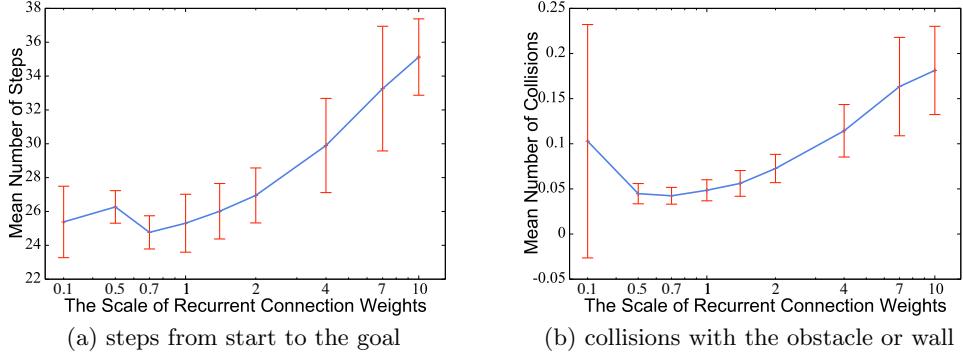 38
36
34
32
30
28
26
24
22
Mean Number of Steps
0.1 0.5 0.7 1 2 4 7 10
The Scale of Recurrent Connection Weights
(a) steps from start to the goal
0.25
0.2
0.15
0.1
0.05
0
-0.05
Mean Number of Collisions
0.1 0.5 0.7 1 2 4 7 10
The Scale of Recurrent Connection Weights
(b) collisions with the obstacle or wall